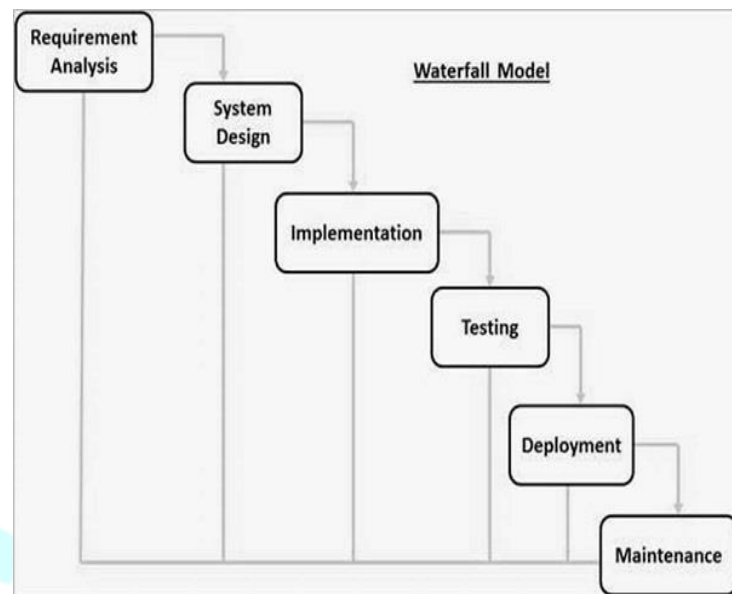 Requirement
Analysis
Waterfall Model
System
Design
Implementation
Testing
Deployment
Maintenance